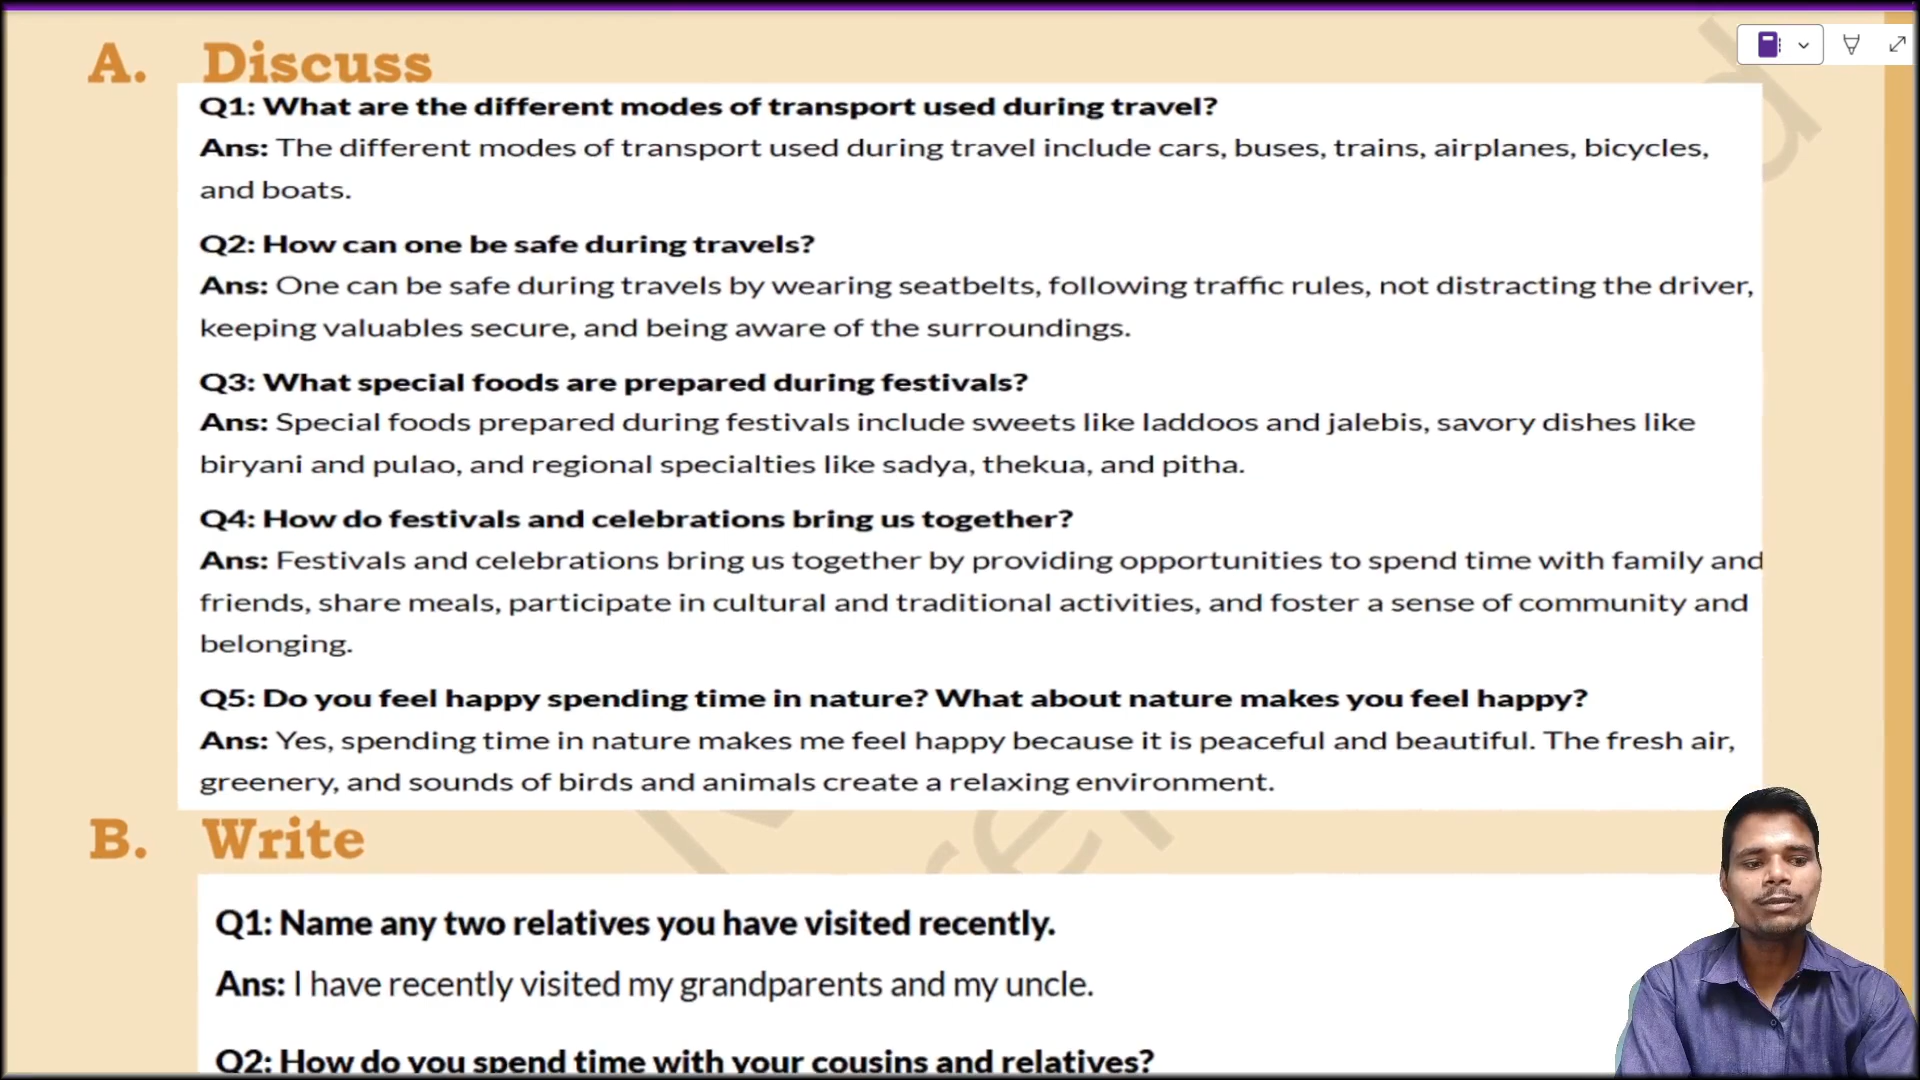 A. Discuss
Q1: What are the different modes of transport used during travel?
Ans: The different modes of transport used during travel include cars, buses, trains, airplanes, bicycles,
and boats.
Q2: How can one be safe during travels?
Ans: One can be safe during travels by wearing seatbelts, following traffic rules, not distracting the driver,
keeping valuables secure, and being aware of the surroundings.
Q3: What special foods are prepared during festivals?
Ans: Special foods prepared during festivals include sweets like laddoos and jalebis, savory dishes like
biryani and pulao, and regional specialties like sadya, thekua, and pitha.
Q4: How do festivals and celebrations bring us together?
Ans: Festivals and celebrations bring us together by providing opportunities to spend time with family and
friends, share meals, participate in cultural and traditional activities, and foster a sense of community and
belonging.
Q5: Do you feel happy spending time in nature? What about nature makes you feel happy?
Ans: Yes, spending time in nature makes me feel happy because it is peaceful and beautiful. The fresh air,
greenery, and sounds of birds and animals create a relaxing environment.
B. Write
Q1: Name any two relatives you have visited recently.
Ans: I have recently visited my grandparents and my uncle.
Q2: How do you spend time with your cousins and relatives?